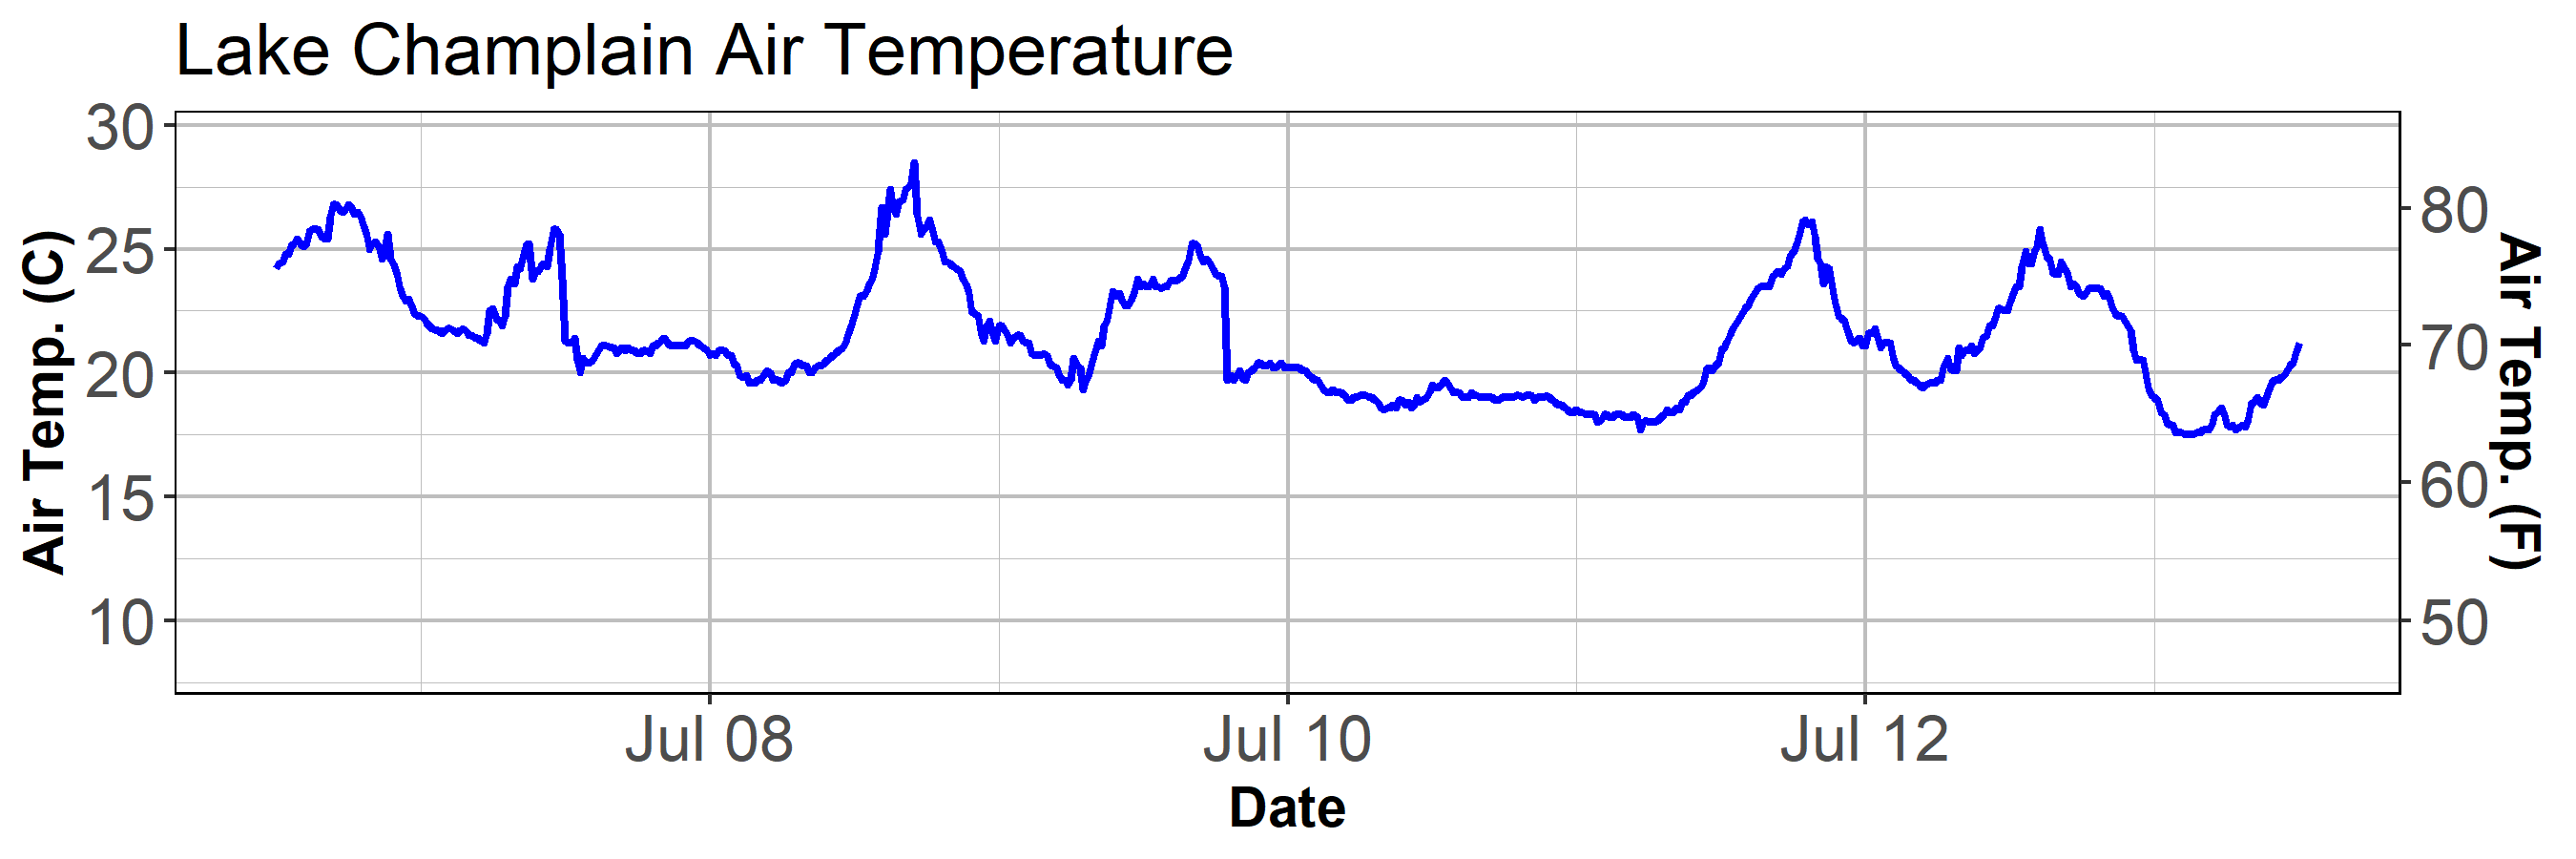 Lake Champlain Air Temperature
30
25
20
15
10
Air Temp. (C)
80
70
60
50
Air Temp. (F)
Jul 08 Jul 10 Jul 12
Date